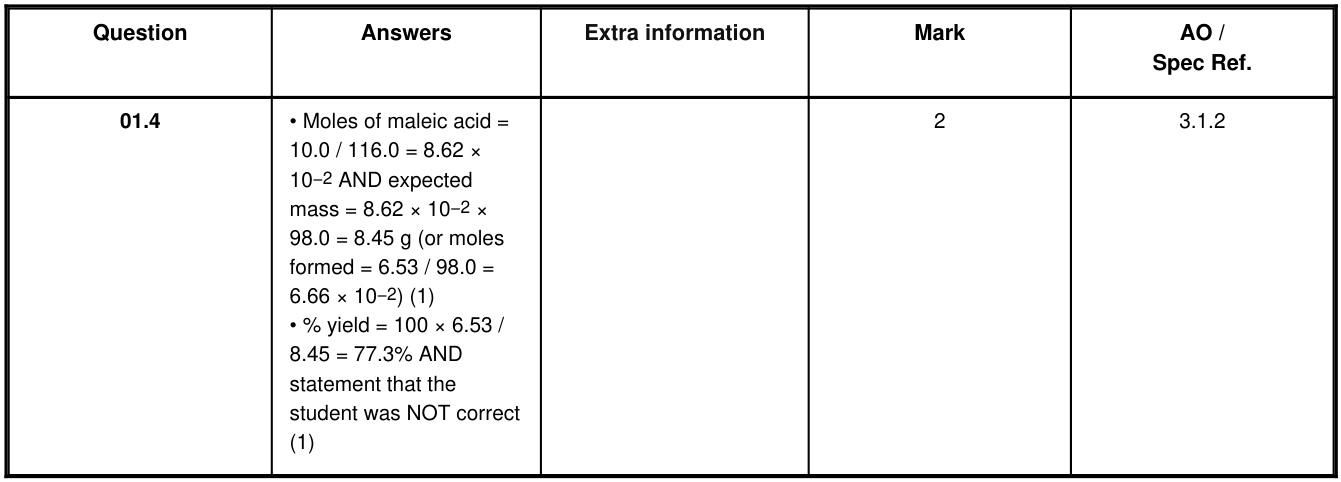 Question Answers Extra information Mark AO /
Spec Ref.
01.4 • Moles of maleic acid = 2 3.1.2
10.0 / 116.0 = 8.62 ×
10−2 AND expected
mass = 8.62 × 10−2 ×
98.0 = 8.45 g (or moles
formed = 6.53 / 98.0 =
6.66 × 10−2) (1)
• % yield = 100 × 6.53 /
8.45 = 77.3% AND
statement that the
student was NOT correct
(1)